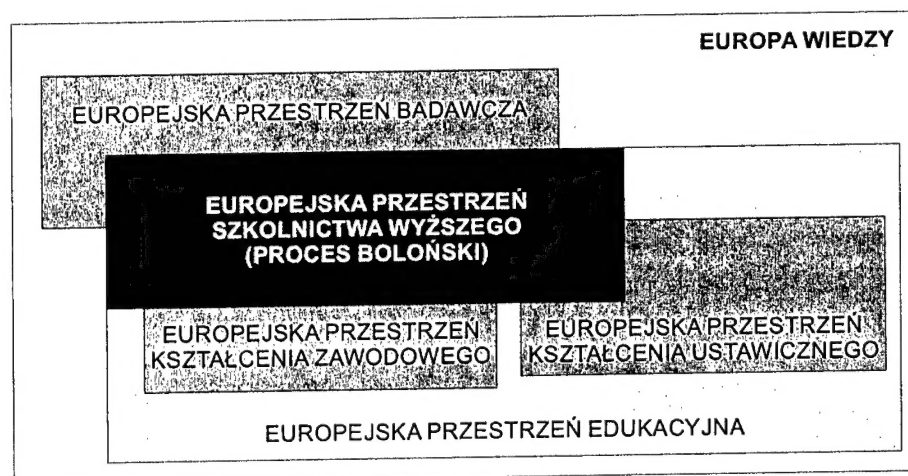 EUROPA WIEDZY
EUROPEJSKA PRZESTRZEŃ BADAWCZA
EUROPEJSKA PRZESTRZEŃ
SZKOLNICTWA WYŻSZEGO
(PROCES BOLOŃSKI)
EUROPEJSKA PRZESTRZEŃ
KSZTAŁCENIA ZAWODOWEGO
EUROPEJSKA PRZESTRZEŃ
KSZTAŁCENIA USTAWICZNEGO
EUROPEJSKA PRZESTRZEŃ EDUKACYJNA